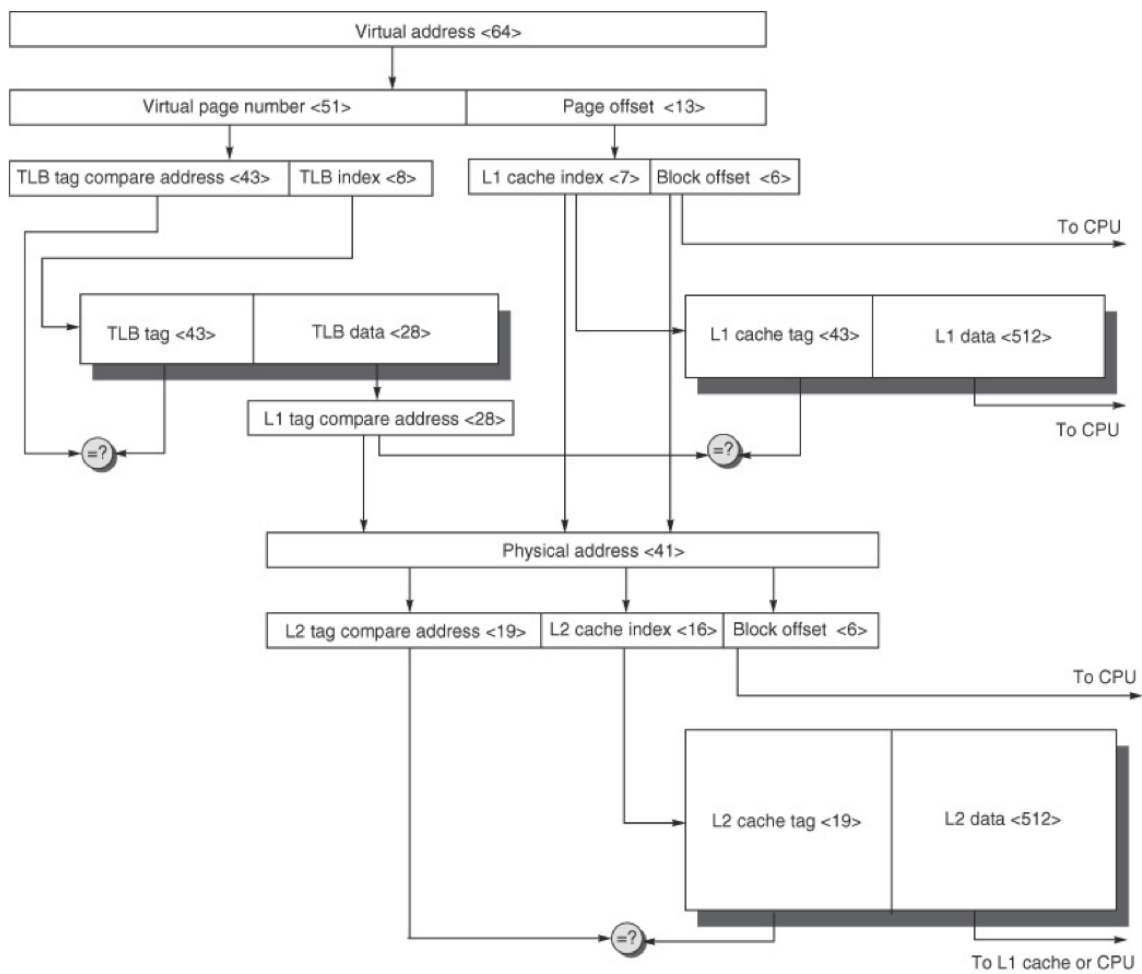 Virtual address <64>
Virtual page number <51>
Page offset <13>
TLB tag compare address <43>
TLB index <8>
L1 cache index <7>
Block offset <6>
To CPU
TLB tag <43>
TLB data <28>
L1 cache tag <43>
L1 data <512>
L1 tag compare address <28>
To CPU
=?
=?
Physical address <41>
L2 tag compare address <19>
L2 cache index <16>
Block offset <6>
To CPU
L2 cache tag <19>
L2 data <512>
=?
To L1 cache or CPU